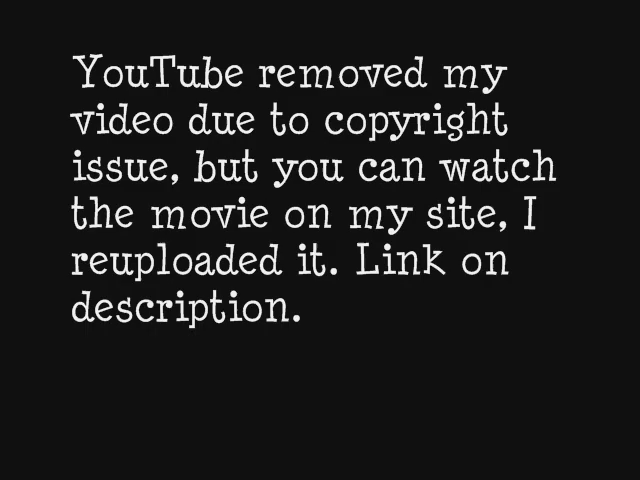 YouTube removed my
video due to copyright
issue, but you can watch
the movie on my site, I
reuploaded it. Link on
description.